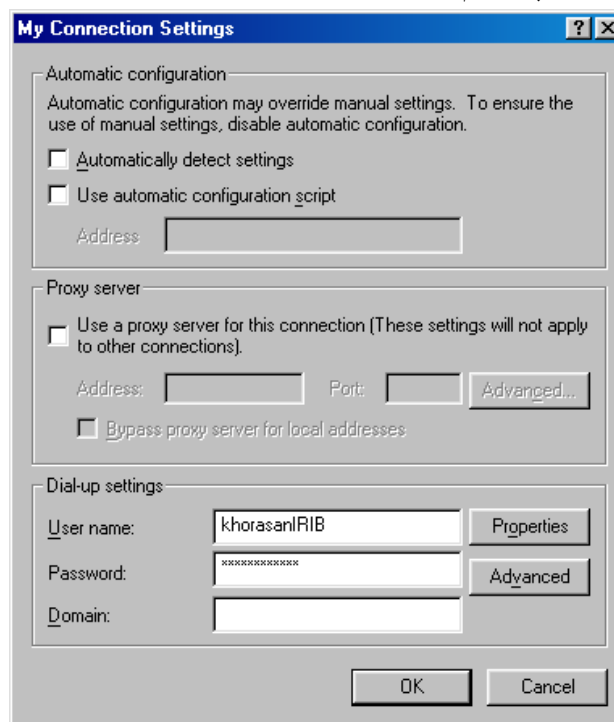 My Connection Settings
Automatic configuration
Automatic configuration may override manual settings.  To ensure the
use of manual settings, disable automatic configuration.
Automatically detect settings
Use automatic configuration script
Address
Proxy server
Use a proxy server for this connection (These settings will not apply
to other connections).
Address: Port: Advanced...
Bypass proxy server for local addresses
Dial-up settings
User name: khorasanIRIB Properties
Password: ************ Advanced
Domain:
OK Cancel